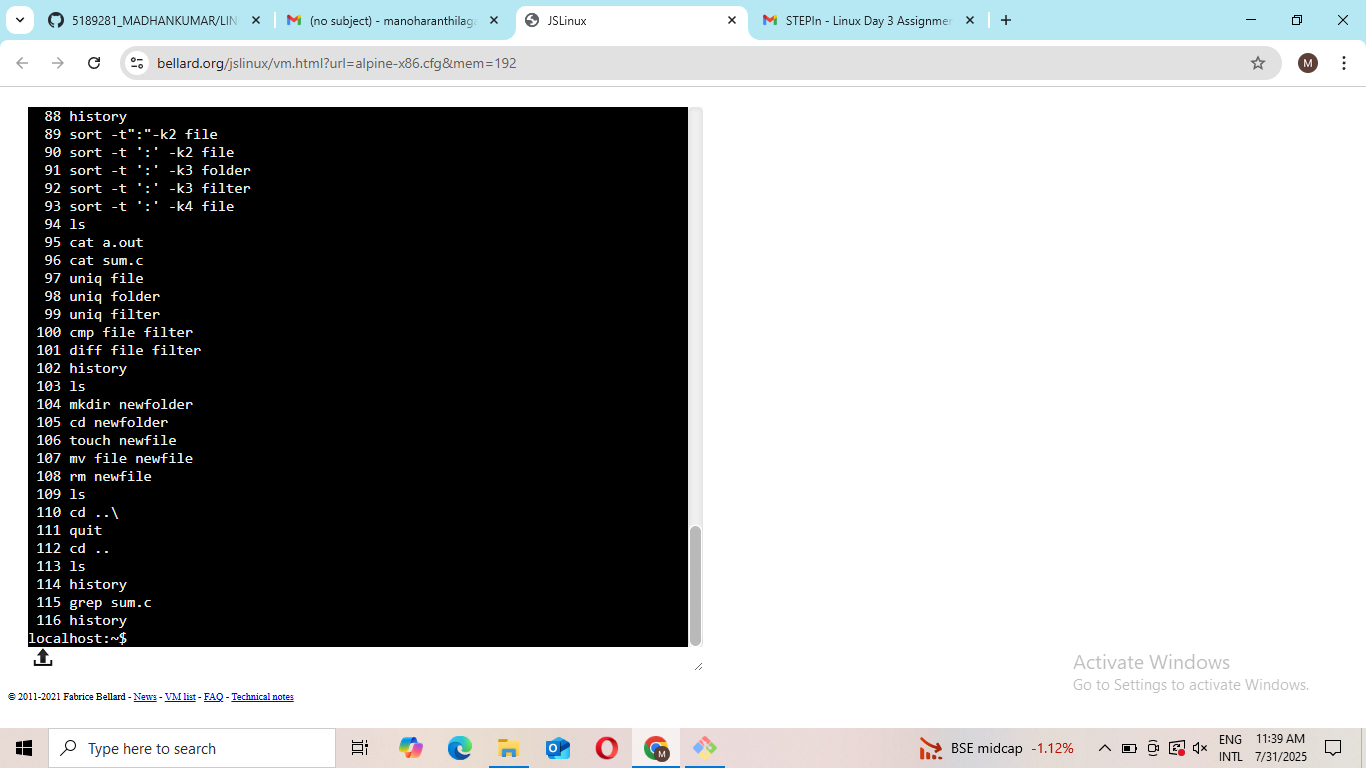 5189281_MADHANKUMAR/LIN
(no subject) - manoharanthilaga
JSLinux
STEPIn - Linux Day 3 Assignmen
bellard.org/jslinux/vm.html?url=alpine-x86.cfg&mem=192
M
88 history
89 sort -t":"-k2 file
90 sort -t ':' -k2 file
91 sort -t ':' -k3 folder
92 sort -t ':' -k3 filter
93 sort -t ':' -k4 file
94 ls
95 cat a.out
96 cat sum.c
97 uniq file
98 uniq folder
99 uniq filter
100 cmp file filter
101 diff file filter
102 history
103 ls
104 mkdir newfolder
105 cd newfolder
106 touch newfile
107 mv file newfile
108 rm newfile
109 ls
110 cd ..\
111 quit
112 cd ..
113 ls
114 history
115 grep sum.c
116 history
localhost:~$
Activate Windows
Go to Settings to activate Windows.
© 2011-2021 Fabrice Bellard - News - VM list - FAQ - Technical notes
Type here to search
M
BSE midcap -1.12%
ENG
INTL
11:39 AM
7/31/2025